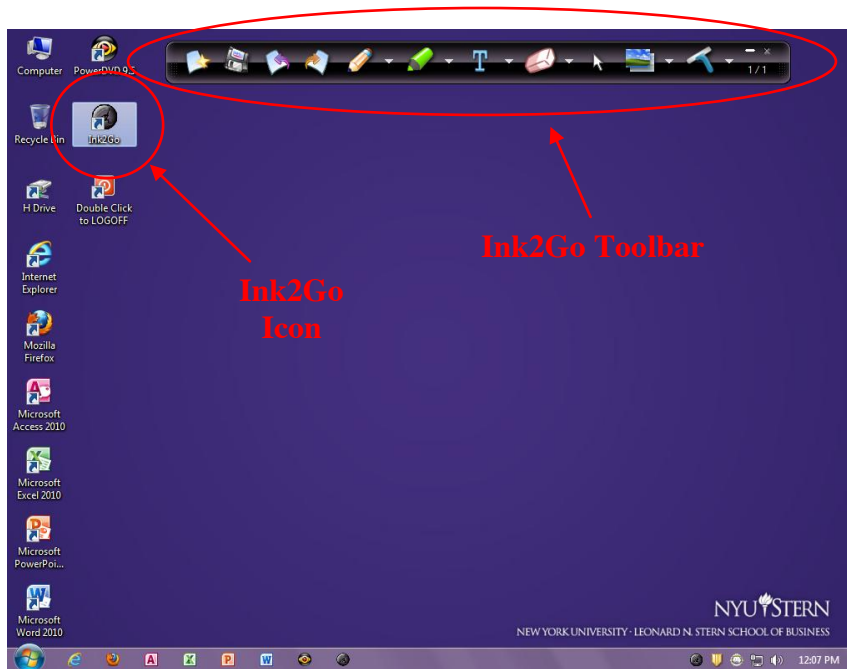 Computer
PowerDVD 9.5
1 / 1
Recycle Bin
Ink2Go
H Drive
Double Click
to LOGOFF
Ink2Go Toolbar
Internet
Explorer
Ink2Go
Icon
Mozilla
Firefox
Microsoft
Access 2010
Microsoft
Excel 2010
Microsoft
PowerPoi...
Microsoft
Word 2010
NYU STERN
NEW YORK UNIVERSITY · LEONARD N. STERN SCHOOL OF BUSINESS
12:07 PM